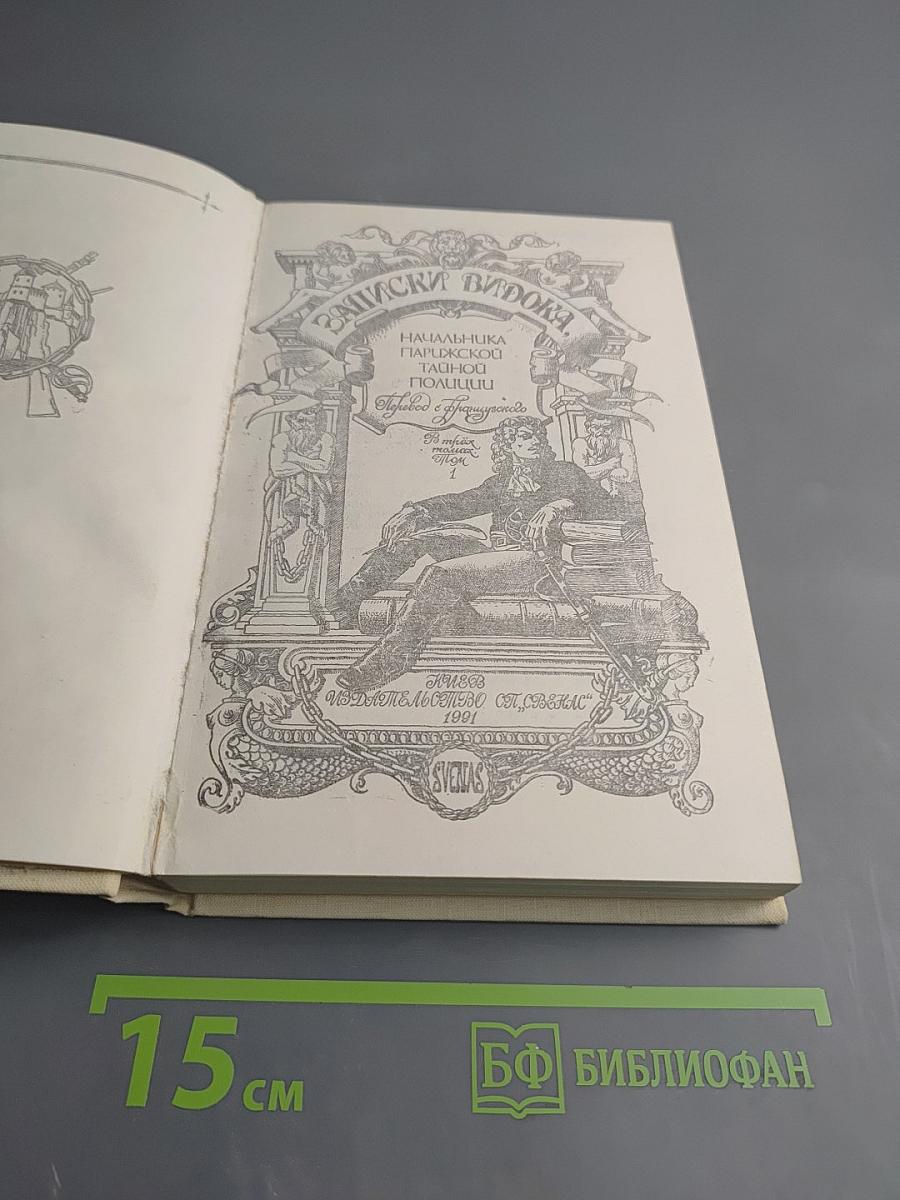 ЗАПИСКИ ВИДОКА,
НАЧАЛЬНИКА
ПАРИЖСКОЙ
ТАЙНОЙ
ПОЛИЦИИ
Перевод с французского
В трёх
томах
Том
1
КИЕВ
ИЗДАТЕЛЬСТВО СП „СВЕНАС“
1991
SVENAS
15 см
БФ БИБЛИОФАН